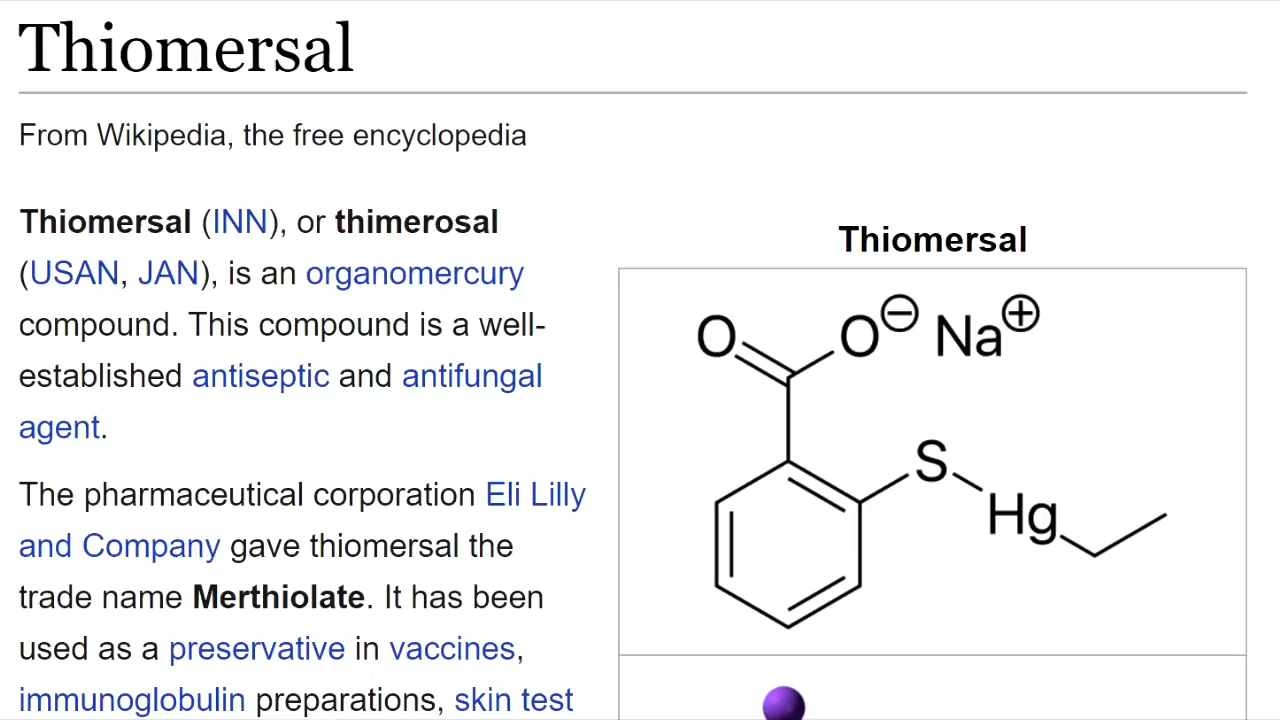 Thiomersal
From Wikipedia, the free encyclopedia
Thiomersal (INN), or thimerosal
(USAN, JAN), is an organomercury
compound. This compound is a well-
established antiseptic and antifungal
agent.
The pharmaceutical corporation Eli Lilly
and Company gave thiomersal the
trade name Merthiolate. It has been
used as a preservative in vaccines,
immunoglobulin preparations, skin test
Thiomersal
O O⊖ Na⊕
S
Hg